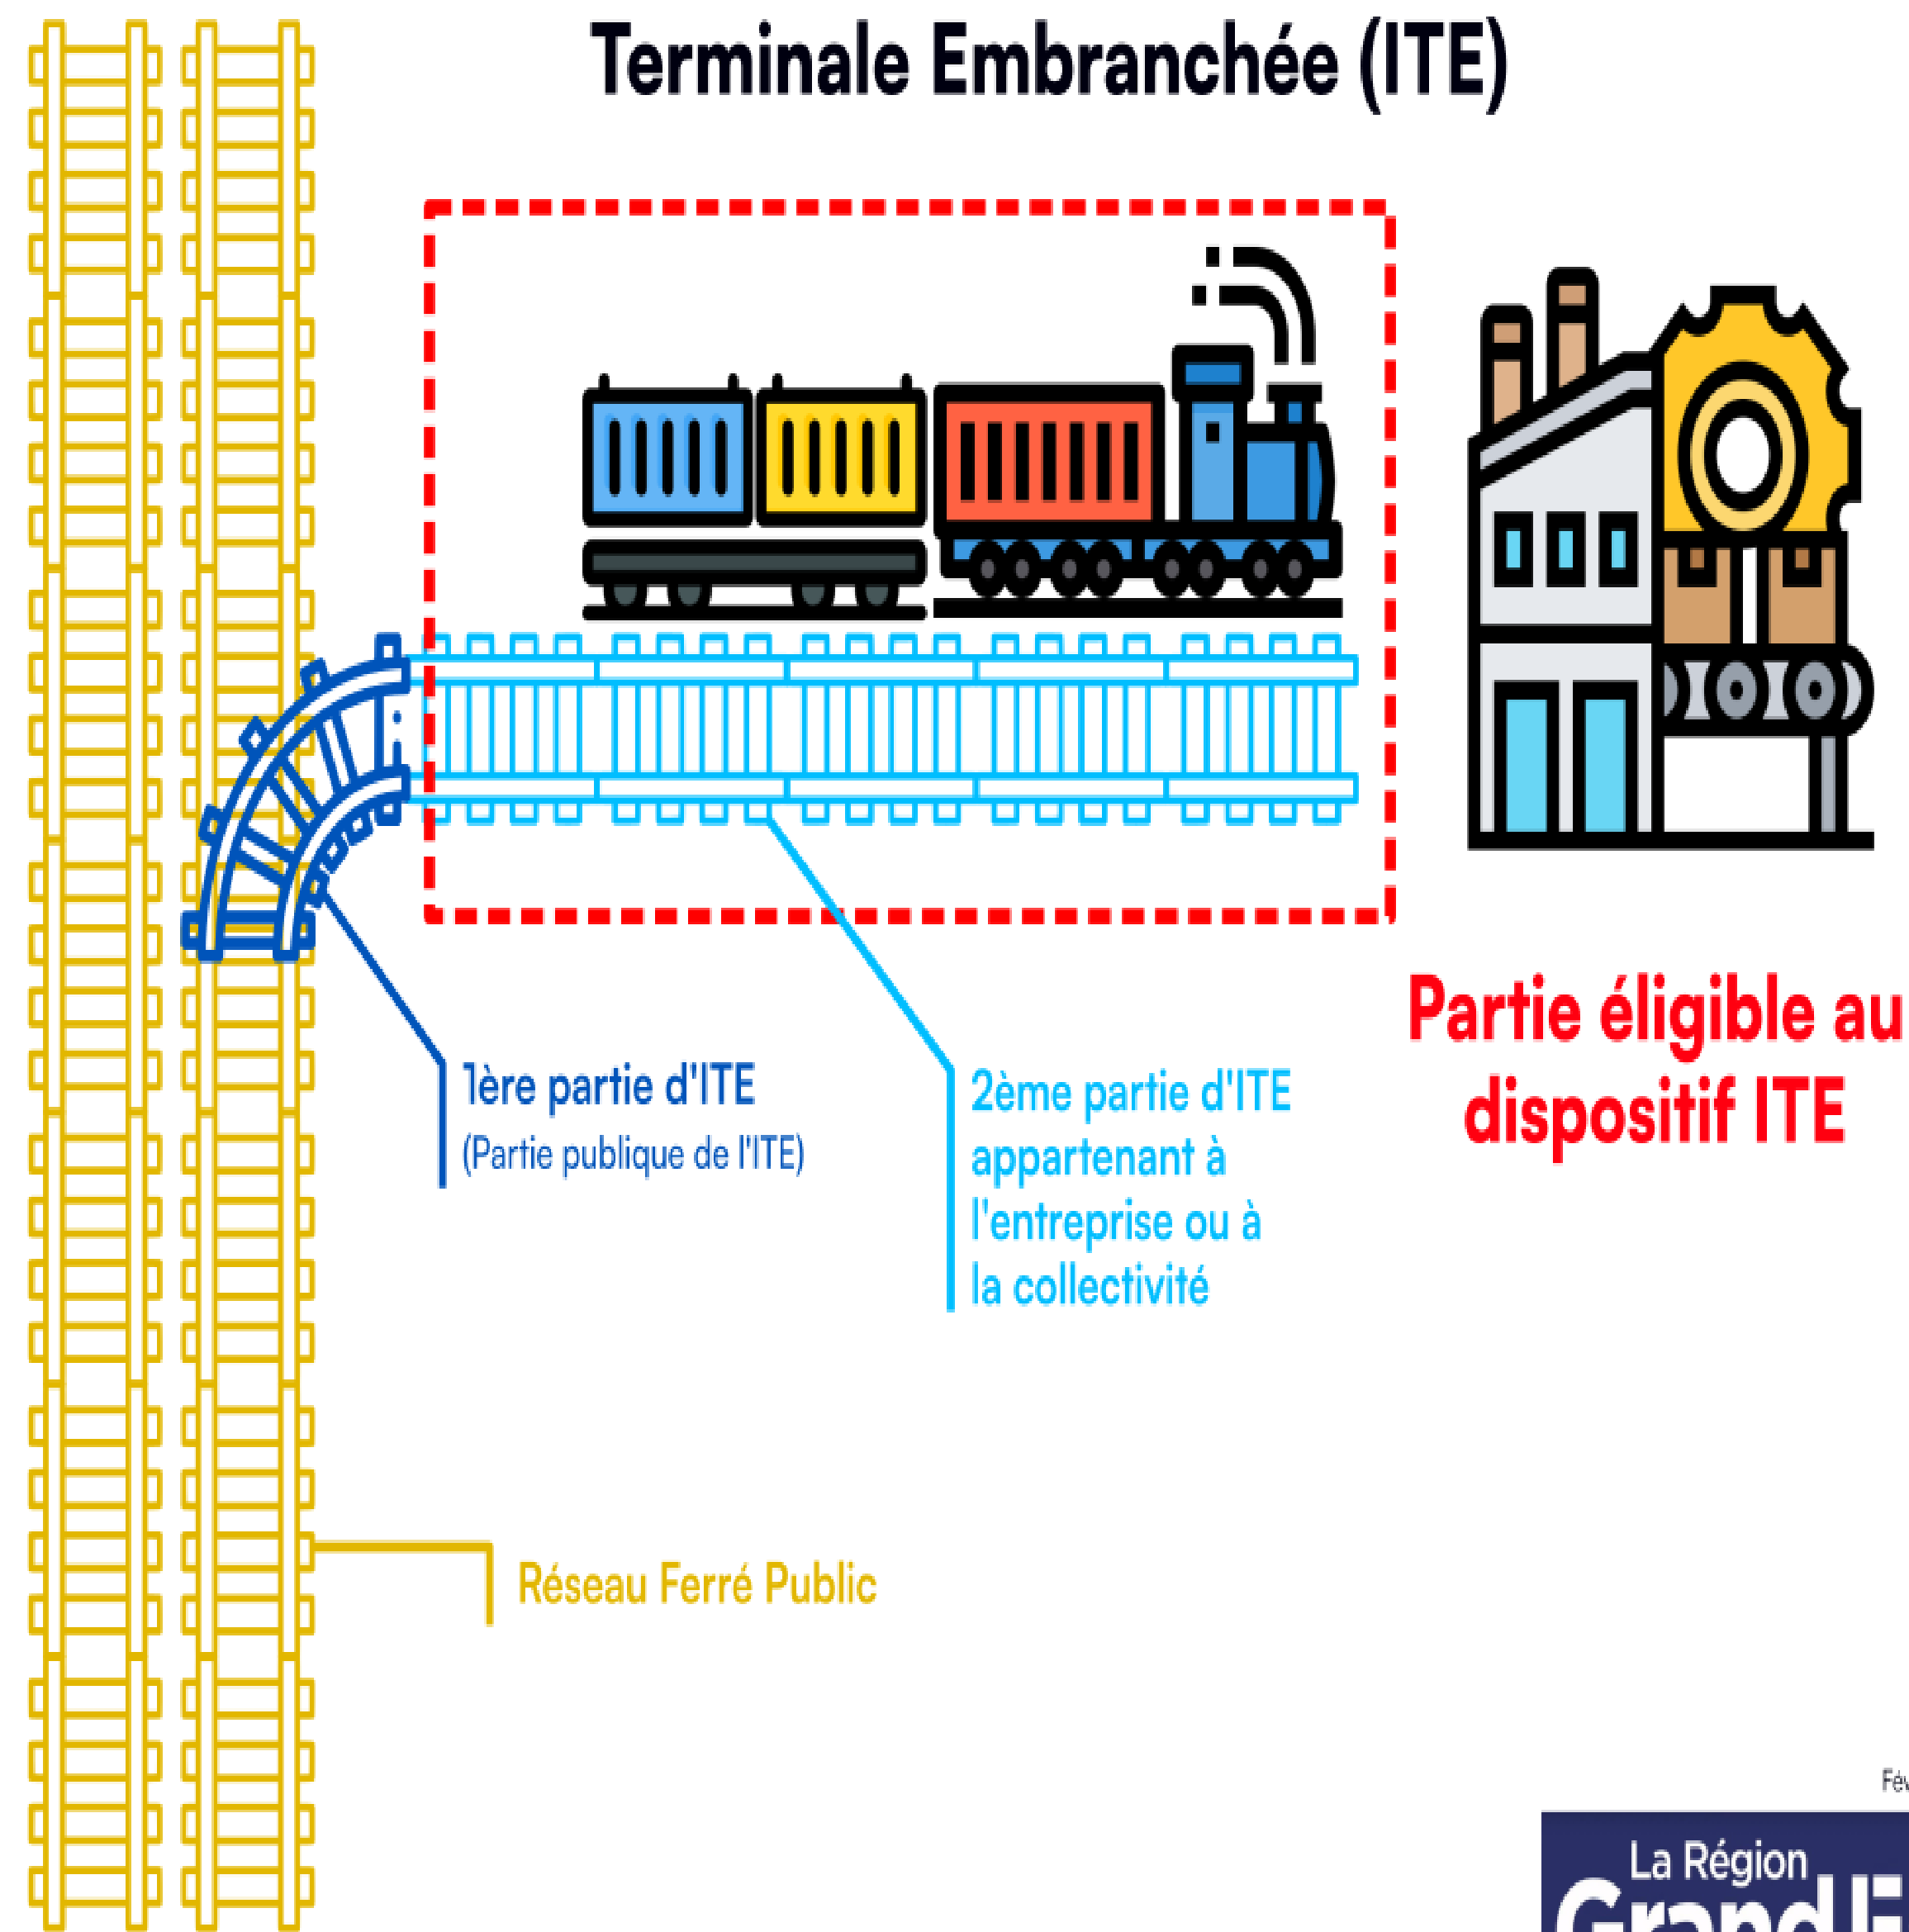 Terminale Embranchée (ITE)
Partie éligible au
dispositif ITE
1ère partie d'ITE
(Partie publique de l'ITE)
2ème partie d'ITE
appartenant à
l'entreprise ou à
la collectivité
Réseau Ferré Public
La Région